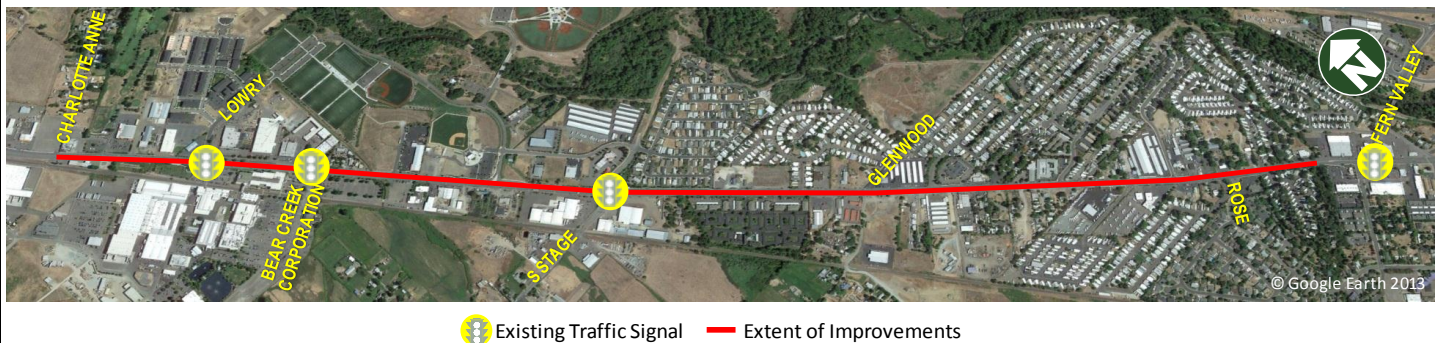 CHARLOTTE ANNE
LOWRY
BEAR CREEK
CORPORATION
S STAGE
GLENWOOD
ROSE
FERN VALLEY
N
© Google Earth 2013
Existing Traffic Signal
Extent of Improvements